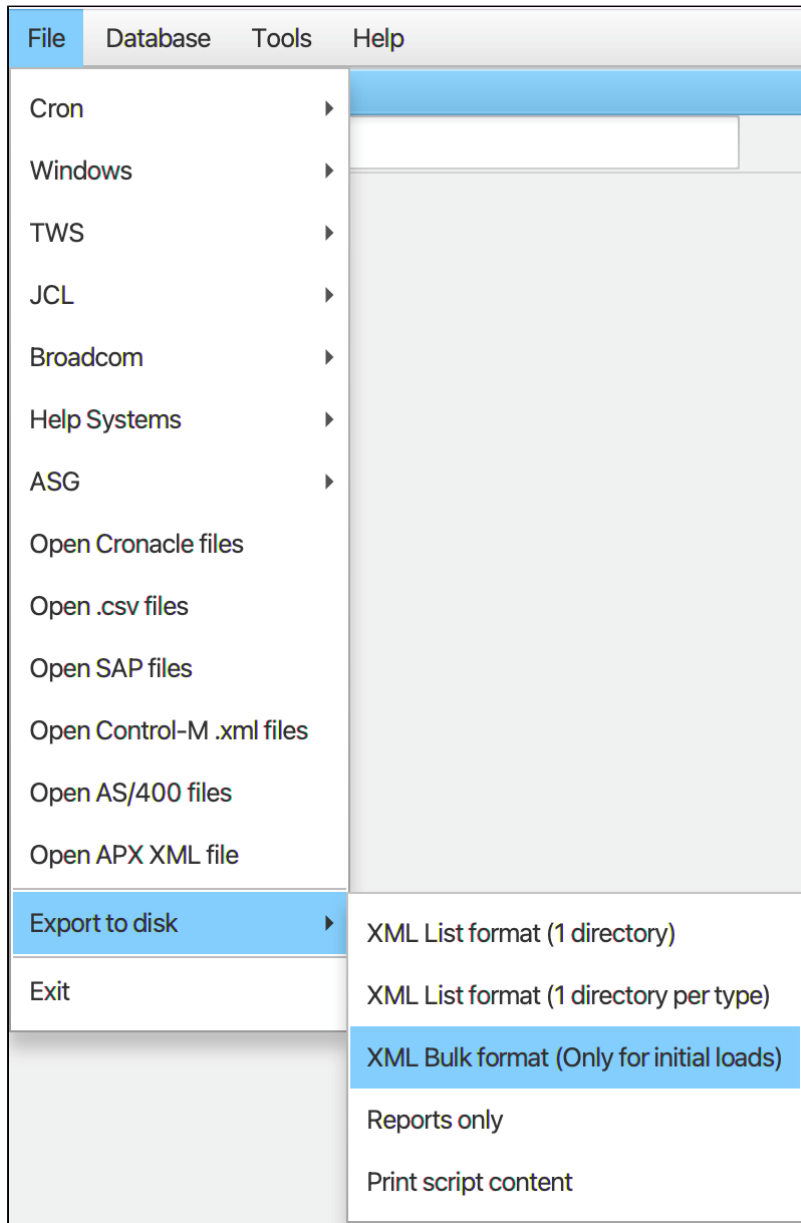 File Database Tools Help
Cron
Windows
TWS
JCL
Broadcom
Help Systems
ASG
Open Cronacle files
Open .csv files
Open SAP files
Open Control-M .xml files
Open AS/400 files
Open APX XML file
Export to disk
Exit
XML List format (1 directory)
XML List format (1 directory per type)
XML Bulk format (Only for initial loads)
Reports only
Print script content